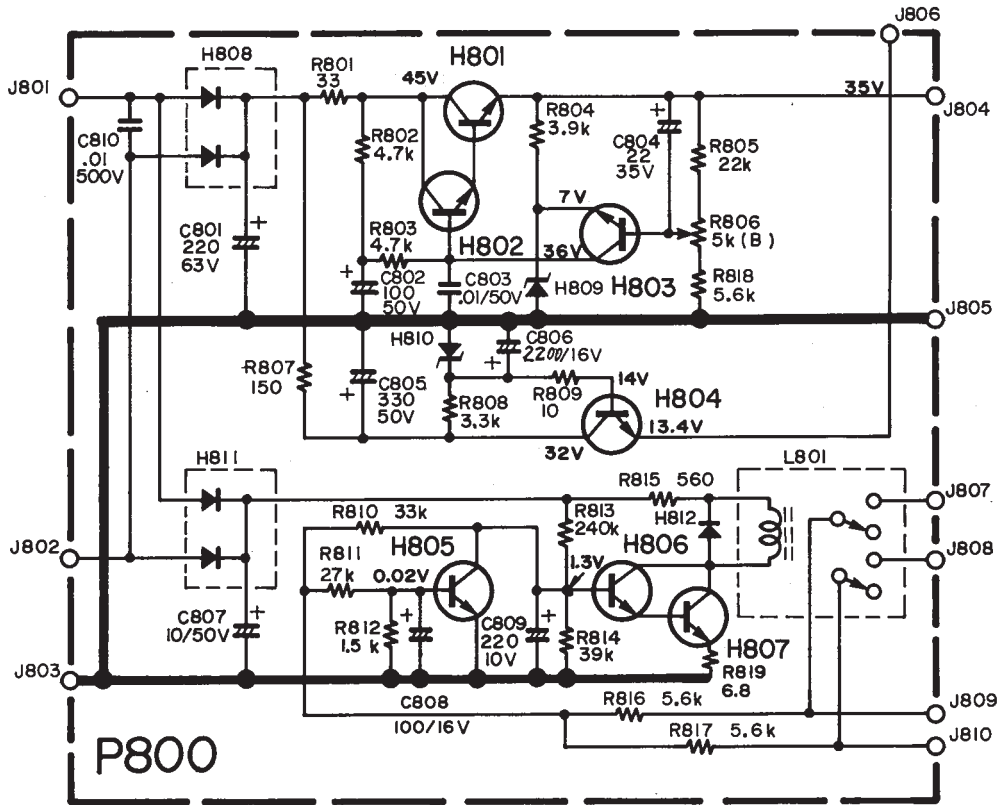 J806
H808
H801
J801
R801
33
45V
35V
J804
C810
.01
500V
R802
4.7k
R804
3.9k
C804
22
35V
R805
22k
7V
R806
5k(B)
C801
220
63V
R803
4.7k
H802
36V
H803
R818
5.6k
C802
100
50V
C803
.01/50V
H809
J805
H810
C806
2200/16V
R807
150
C805
330
50V
R808
3.3k
R809
10
14V
H804
13.4V
32V
H811
R815 560
L801
R810 33k
R813
240k
H812
J807
J802
R811
27k
0.02V
H805
1.3V
H806
J808
C807
10/50V
R812
1.5k
C809
220
10V
R814
39k
H807
J803
R819
6.8
C808
100/16V
R816 5.6k
J809
R817 5.6k
J810
P800